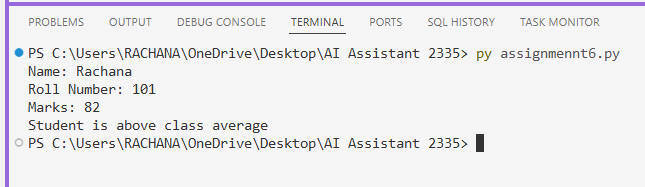 PROBLEMS OUTPUT DEBUG CONSOLE TERMINAL PORTS SQL HISTORY TASK MONITOR
PS C:\Users\RACHANA\OneDrive\Desktop\AI Assistant 2335> py assignmennt6.py
Name: Rachana
Roll Number: 101
Marks: 82
Student is above class average
PS C:\Users\RACHANA\OneDrive\Desktop\AI Assistant 2335>